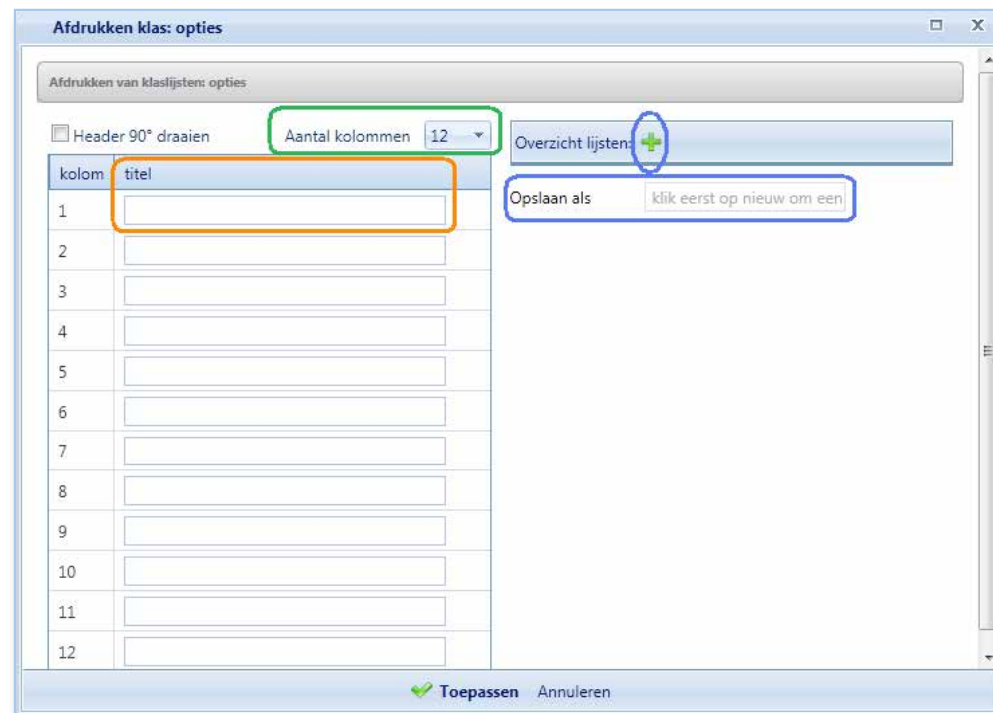 Afdrukken klas: opties
Afdrukken van klaslijsten: opties
Header 90° draaien
Aantal kolommen 12
Overzicht lijsten:
kolom titel
Opslaan als klik eerst op nieuw om een
1
2
3
4
5
6
7
8
9
10
11
12
Toepassen Annuleren